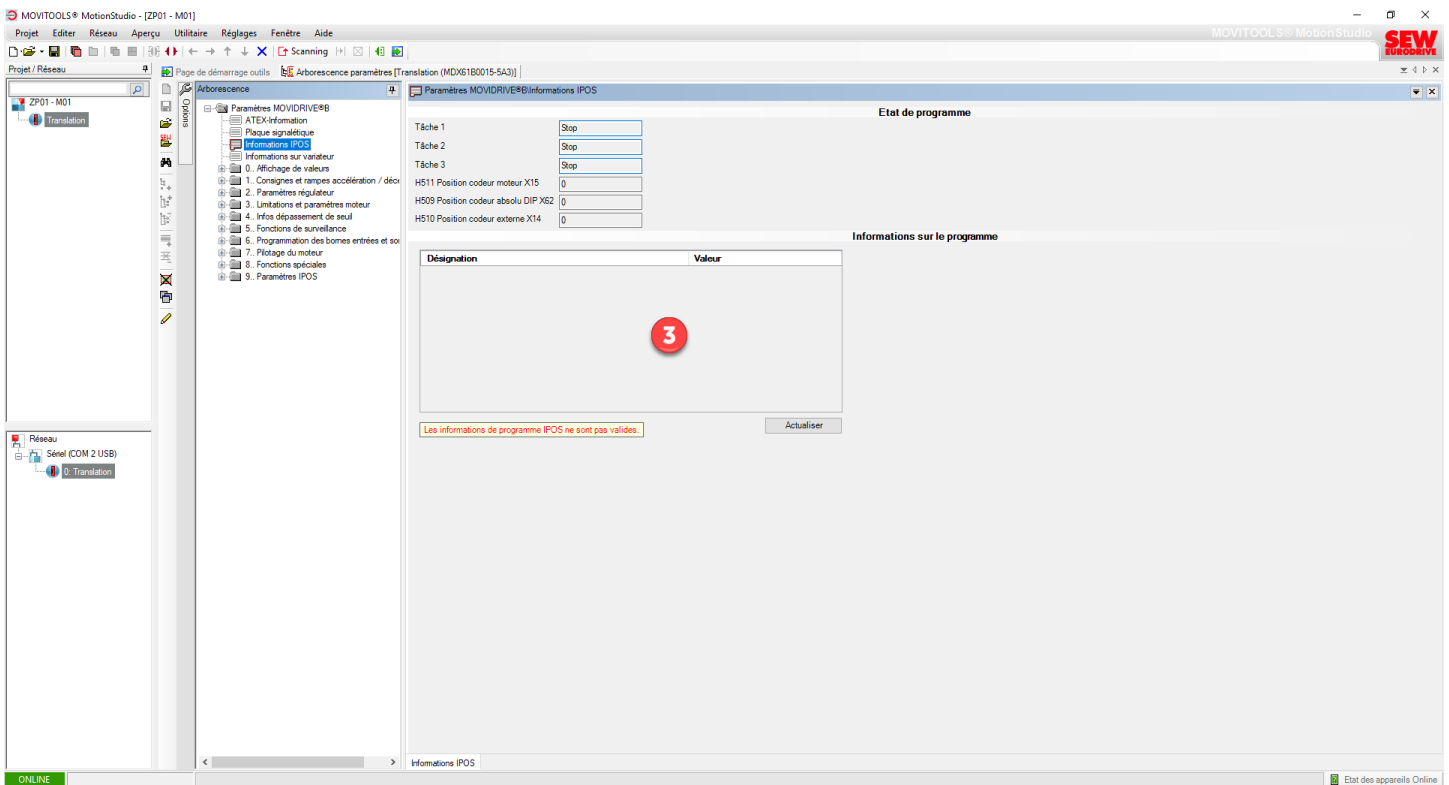 MOVITOOLS® MotionStudio - [ZP01 - M01]
Projet Editer Réseau Aperçu Utilitaire Réglages Fenêtre Aide
MOVITOOLS® MotionStudio
SEW
EURODRIVE
Scanning
Projet / Réseau
Page de démarrage outils
Arborescence paramètres [Translation (MDX61B0015-5A3)]
ZP01 - M01
Translation
Options
Arborescence
Paramètres MOVIDRIVE®B
ATEX-Information
Plaque signalétique
Informations IPOS
Informations sur variateur
0.. Affichage de valeurs
1.. Consignes et rampes accélération / déce
2.. Paramètres régulateur
3.. Limitations et paramètres moteur
4.. Infos dépassement de seuil
5.. Fonctions de surveillance
6.. Programmation des bornes entrées et sor
7.. Pilotage du moteur
8.. Fonctions spéciales
9.. Paramètres IPOS
Paramètres MOVIDRIVE®B\Informations IPOS
Etat de programme
Tâche 1 Stop
Tâche 2 Stop
Tâche 3 Stop
H511 Position codeur moteur X15 0
H509 Position codeur absolu DIP X62 0
H510 Position codeur externe X14 0
Informations sur le programme
Désignation Valeur
3
Les informations de programme IPOS ne sont pas valides.
Actualiser
Réseau
Sériel (COM 2 USB)
0: Translation
Informations IPOS
ONLINE
Etat des appareils Online